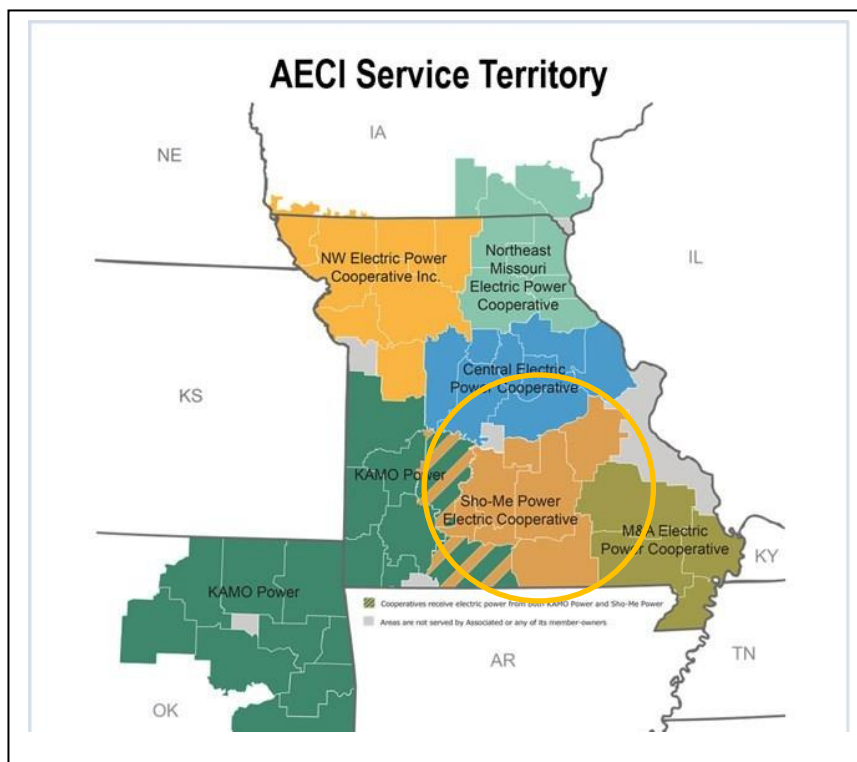 AECI Service Territory
NE
IA
IL
NW Electric Power
Cooperative Inc.
Northeast
Missouri
Electric Power
Cooperative
KS
Central Electric
Power Cooperative
KAMO Power
Sho-Me Power
Electric Cooperative
M&A Electric
Power Cooperative
KY
KAMO Power
Cooperatives receive electric power from both KAMO Power and Sho-Me Power
Areas are not served by Associated or any of its member-owners
AR
TN
OK